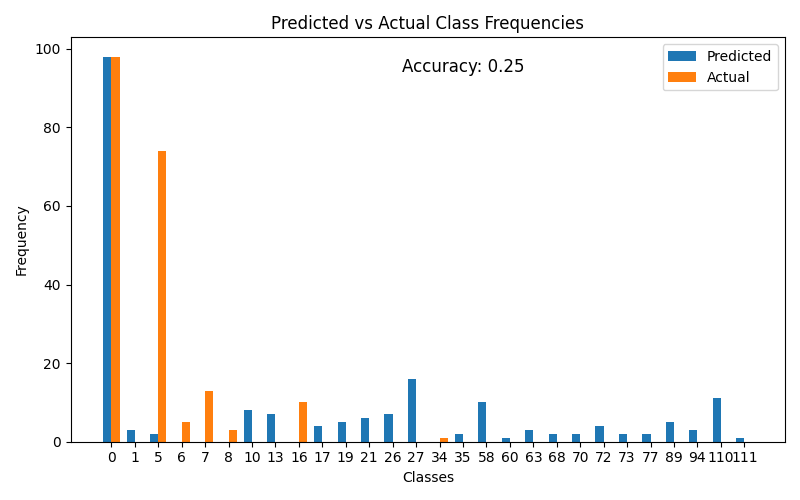 Predicted vs Actual Class Frequencies
Accuracy: 0.25
Predicted
Actual
Frequency
100
80
60
40
20
0
0 1 5 6 7 8 10 13 16 17 19 21 26 27 34 35 58 60 63 68 70 72 73 77 89 94 110 111
Classes